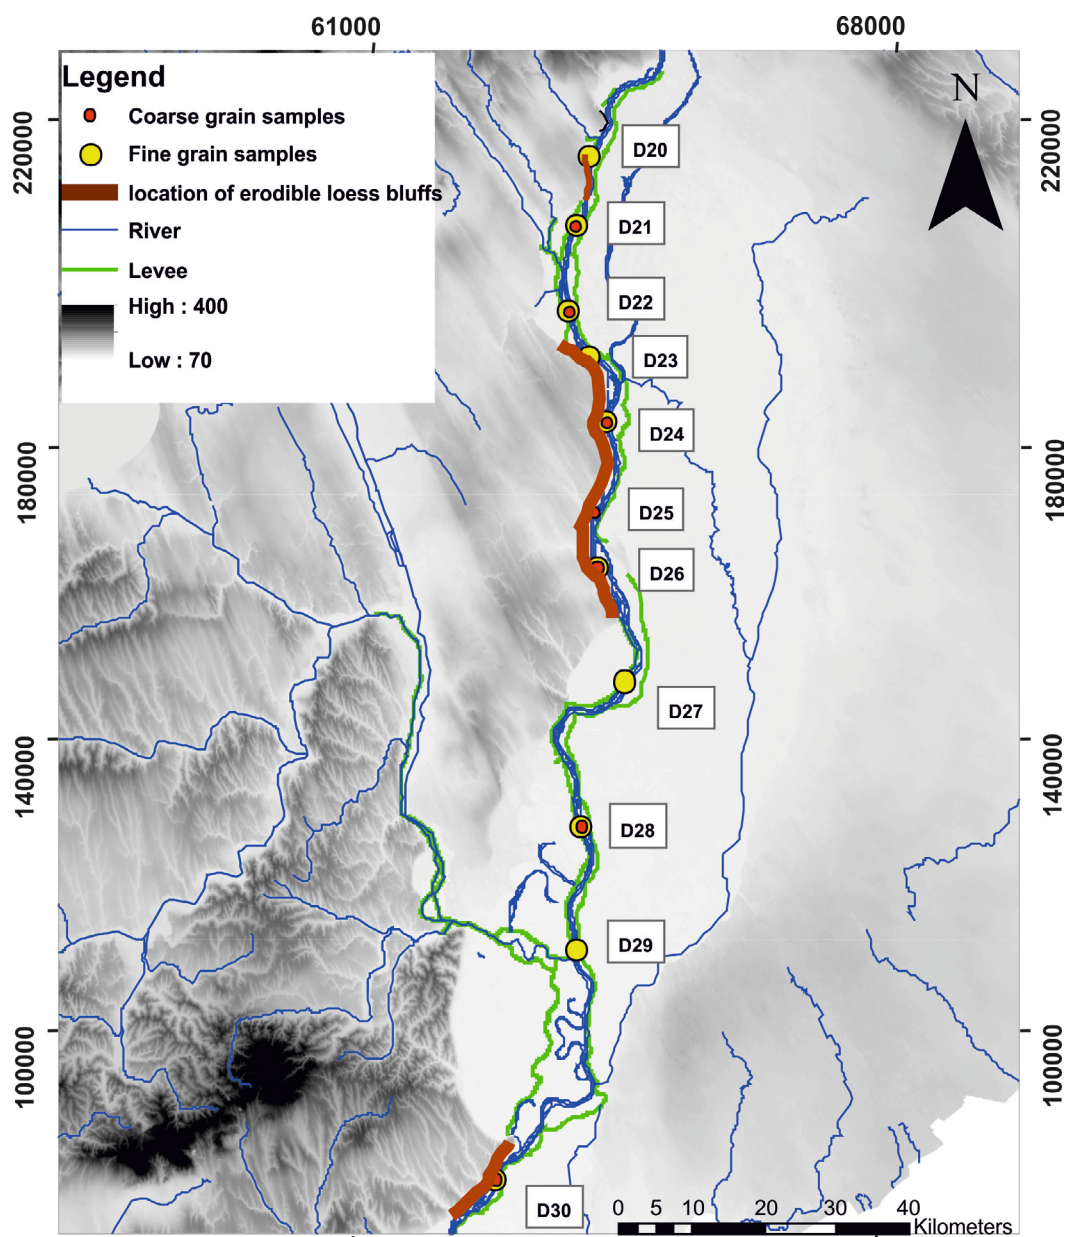 61000
68000
Legend
Coarse grain samples
Fine grain samples
location of erodible loess bluffs
River
Levee
High : 400
Low : 70
N
220000
220000
180000
180000
140000
140000
100000
100000
D20
D21
D22
D23
D24
D25
D26
D27
D28
D29
D30
0 5 10 20 30 40
Kilometers